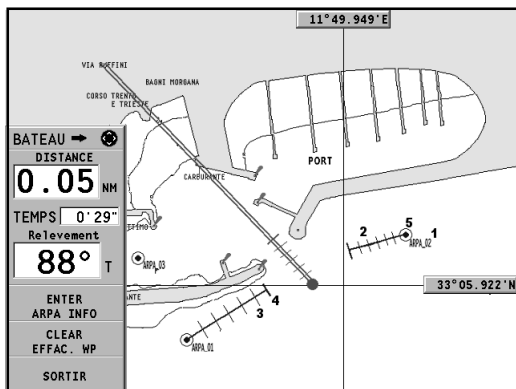 11°49.949'E
VIA RUFFINI
BAGNI MORGANA
CORSO TRENTO
E TRIESTE
PORT
CARBURANTE
BATEAU
DISTANCE
0.05 NM
TEMPS 0'29"
Relevement
88° T
ENTER
ARPA INFO
CLEAR
EFFAC. WP
SORTIR
TIMO
ARPA_03
ANTE
5
2
1
ARPA_02
33°05.922'N
4
3
ARPA_01